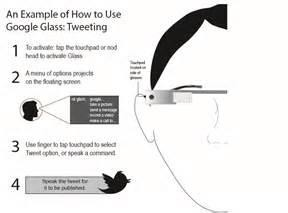 An Example of How to Use
Google Glass: Tweeting
1 To activate: tap the touchpad or nod
head to activate Glass
2 A menu of options projects
on the floating screen
ok glass, google...
take a picture
send a message
record a video
make a call to...
3 Use finger to tap touchpad to select
Tweet option, or speak a command.
4 Speak the tweet for
it to be published.
Touchpad
located on
side of
glasses